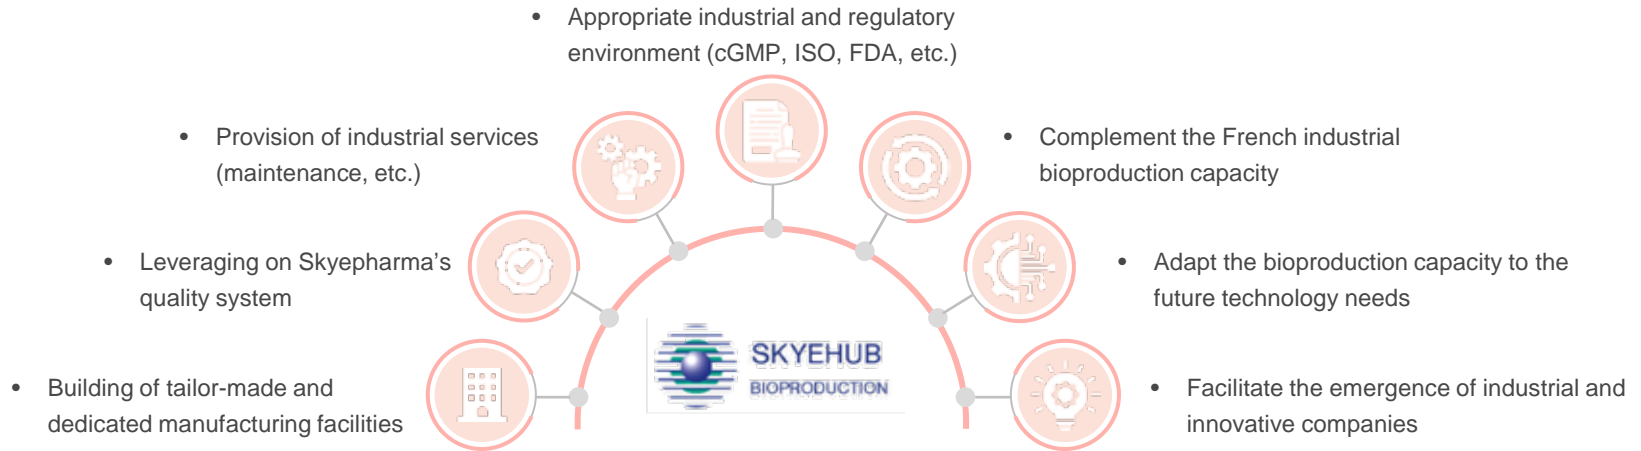 • Appropriate industrial and regulatory
environment (cGMP, ISO, FDA, etc.)
• Provision of industrial services
(maintenance, etc.)
• Complement the French industrial
bioproduction capacity
• Leveraging on Skyepharma’s
quality system
• Adapt the bioproduction capacity to the
future technology needs
SKYEHUB
BIOPRODUCTION
• Building of tailor-made and
dedicated manufacturing facilities
• Facilitate the emergence of industrial and
innovative companies